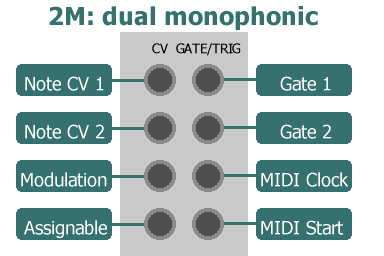 2M: dual monophonic
CV GATE/TRIG
Note CV 1 Gate 1
Note CV 2 Gate 2
Modulation MIDI Clock
Assignable MIDI Start